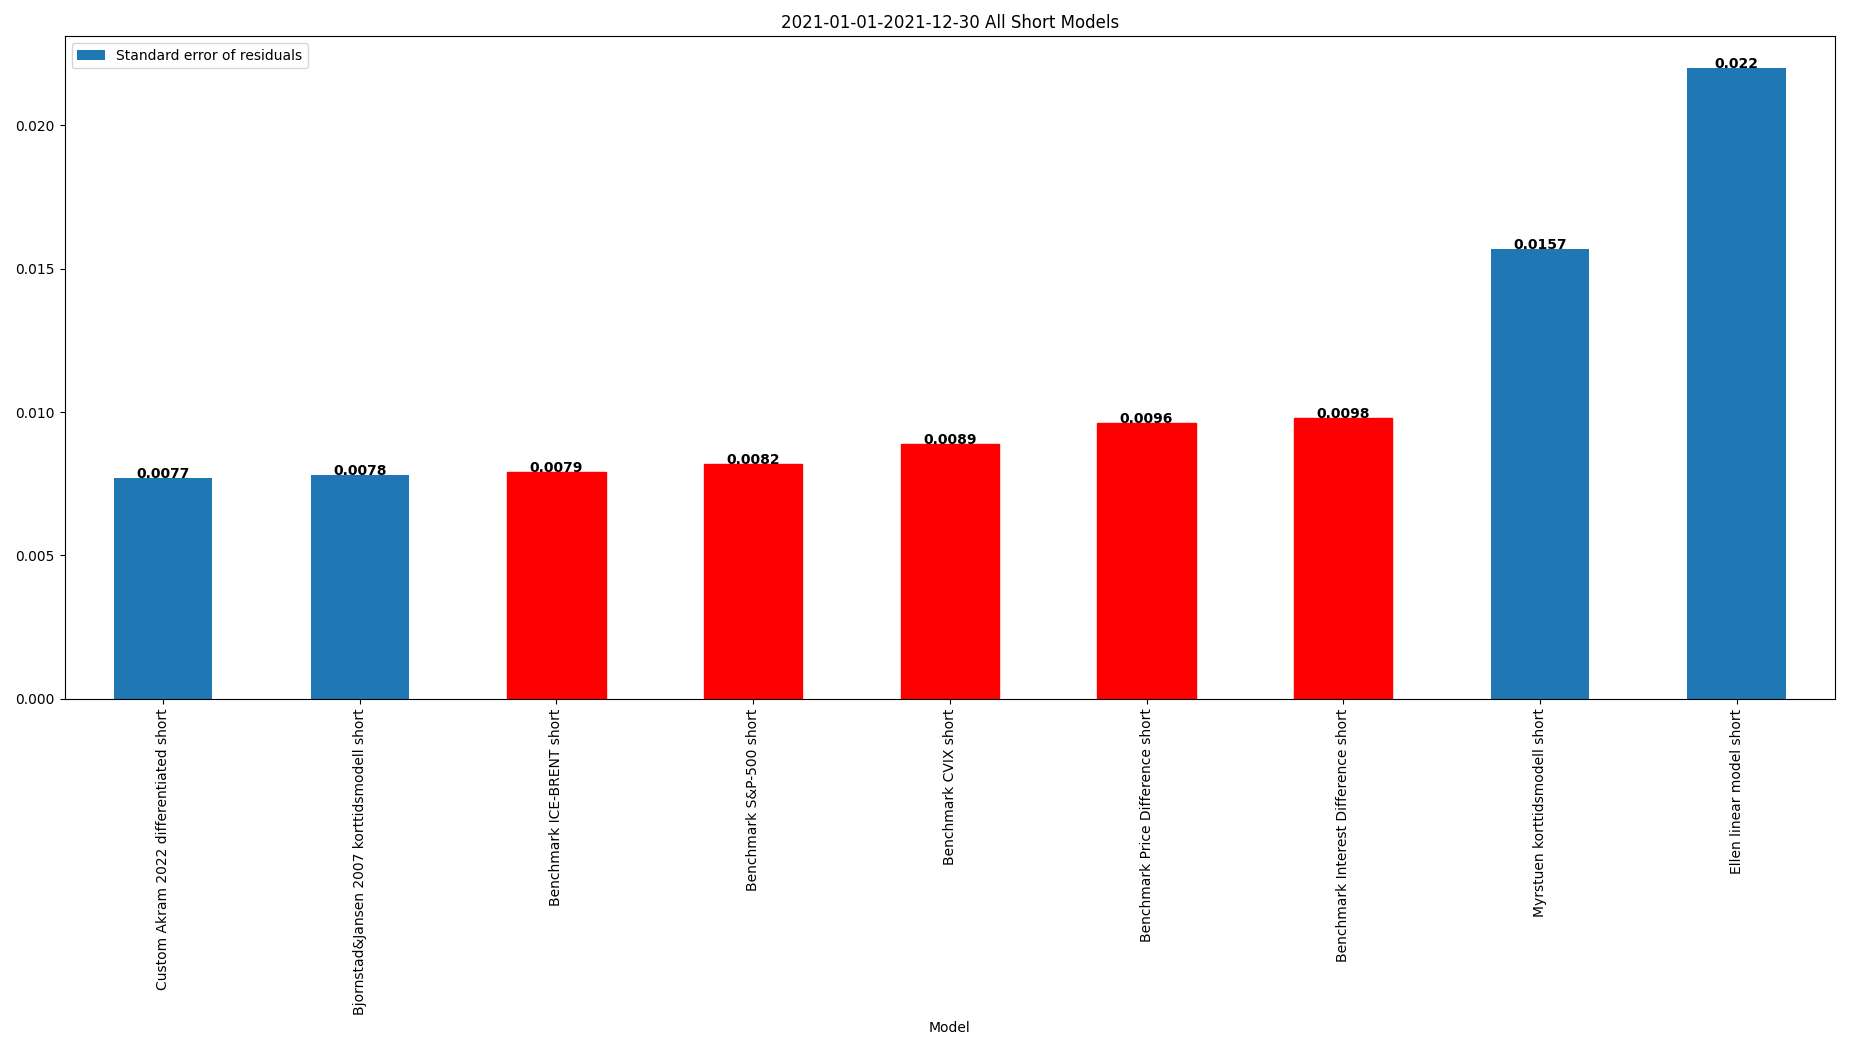 2021-01-01-2021-12-30 All Short Models
Standard error of residuals
0.020
0.015
0.010
0.005
0.000
0.0077
0.0078
0.0079
0.0082
0.0089
0.0096
0.0098
0.0157
0.022
Custom Akram 2022 differentiated short
Bjornstad&Jansen 2007 korttidsmodell short
Benchmark ICE-BRENT short
Benchmark S&P-500 short
Benchmark CVIX short
Benchmark Price Difference short
Benchmark Interest Difference short
Myrstuen korttidsmodell short
Ellen linear model short
Model